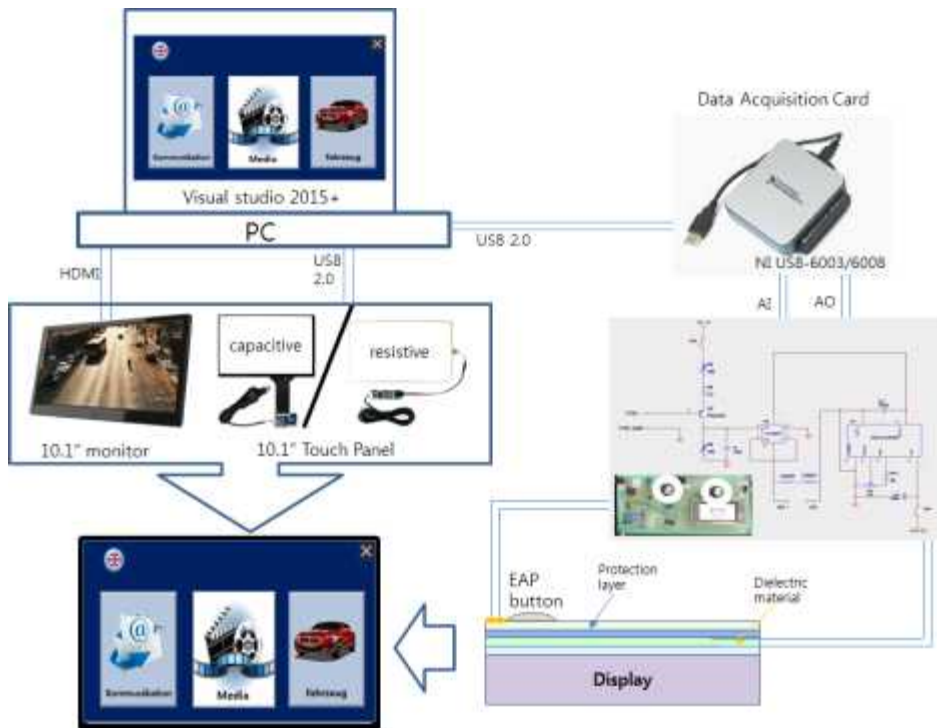 Kommunikation
Media
Fahrzeug
Visual studio 2015+
PC
HDMI
USB
2.0
USB 2.0
Data Acquisition Card
NI USB-6003/6008
AI
AO
capacitive
resistive
10.1" monitor
10.1" Touch Panel
EAP
button
Protection
layer
Dielectric
material
Display
Kommunikation
Media
Fahrzeug